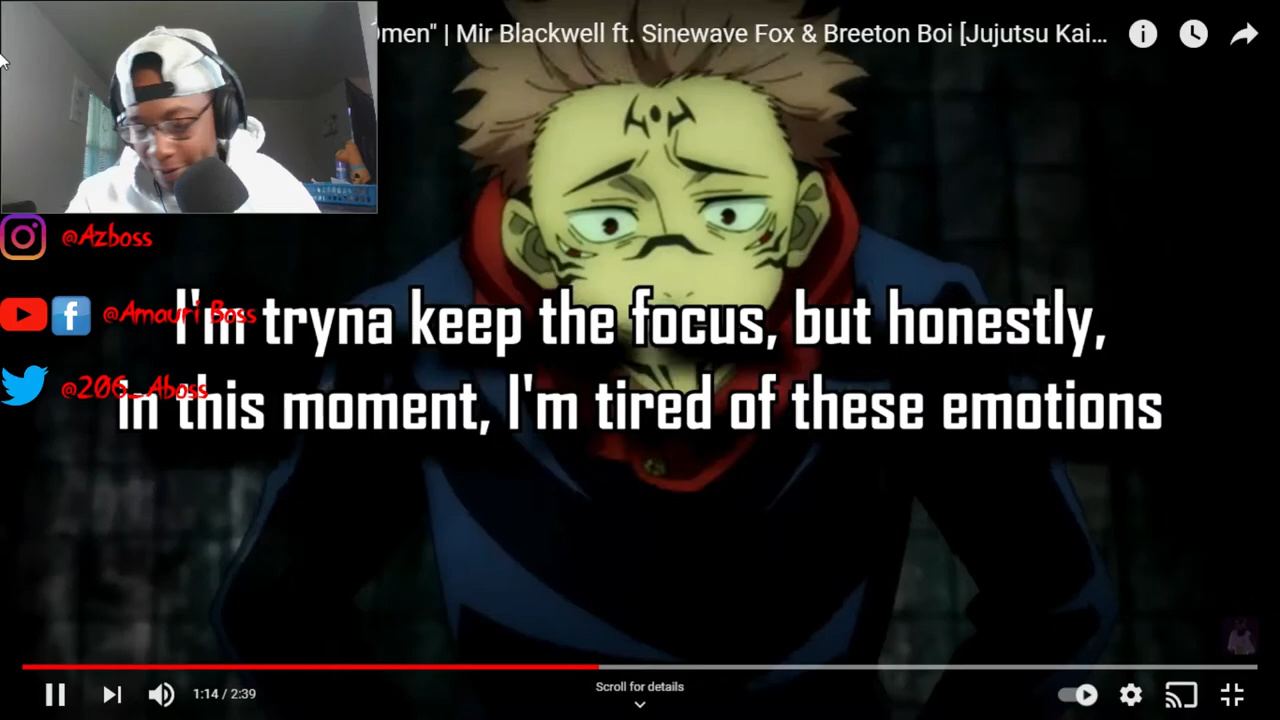 Omen" | Mir Blackwell ft. Sinewave Fox & Breeton Boi [Jujutsu Kai...
@Azboss
@Amauri Boss
I'm tryna keep the focus, but honestly,
@206_Aboss
In this moment, I'm tired of these emotions
1:14 / 2:39
Scroll for details